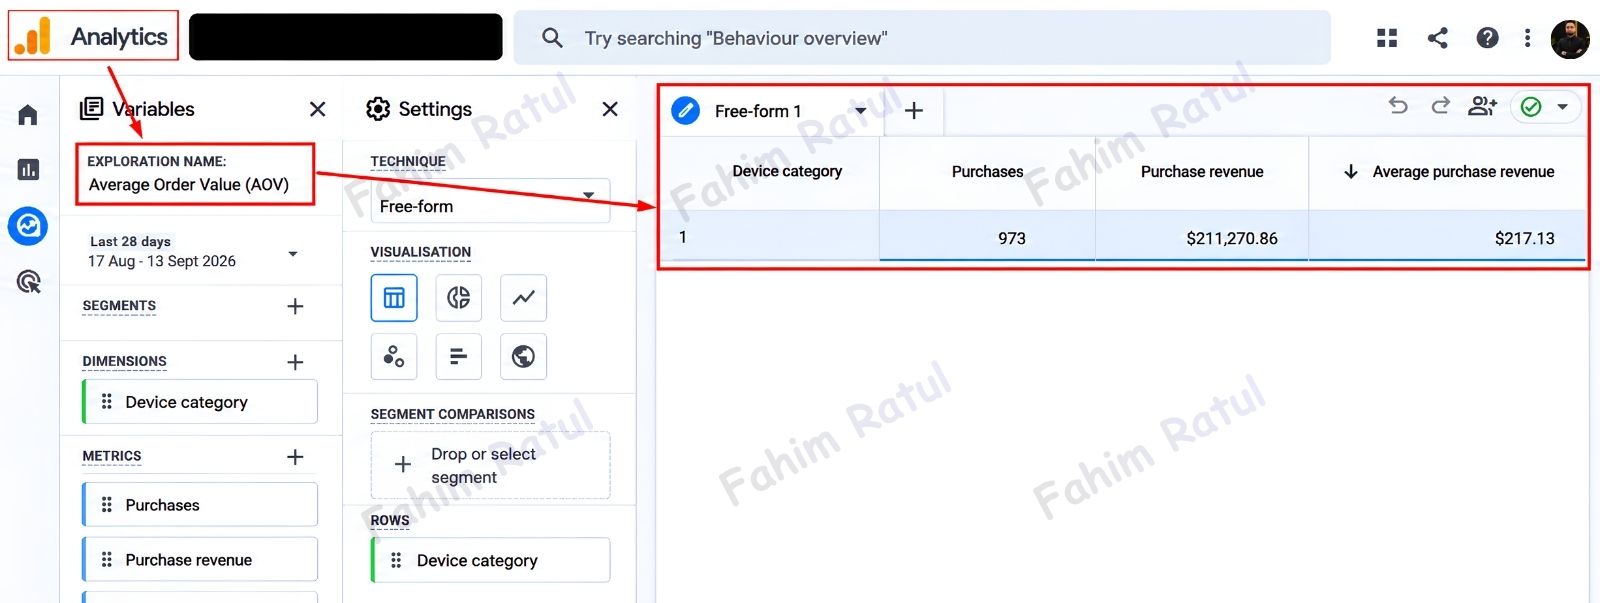 Analytics
Try searching "Behaviour overview"
Variables
EXPLORATION NAME:
Average Order Value (AOV)
Last 28 days
17 Aug - 13 Sept 2026
SEGMENTS
DIMENSIONS
Device category
METRICS
Purchases
Purchase revenue
Settings
TECHNIQUE
Free-form
VISUALISATION
SEGMENT COMPARISONS
Drop or select
segment
ROWS
Device category
Free-form 1
Device category Purchases Purchase revenue Average purchase revenue
1 973 $211,270.86 $217.13
Fahim Ratul
Fahim Ratul
Fahim Ratul
Fahim Ratul
Fahim Ratul
Fahim Ratul